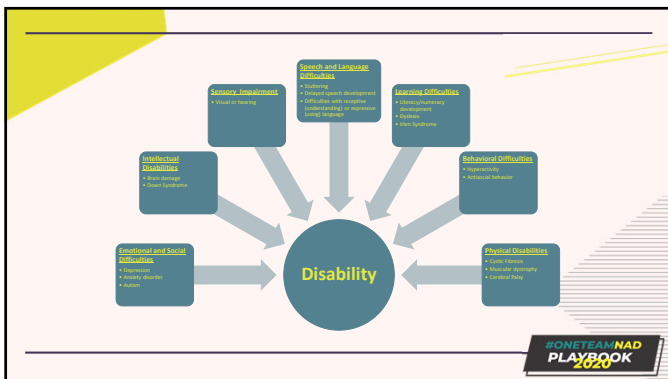 Speech and Language
Difficulties
• Stuttering
• Delayed speech development
• Difficulties with receptive
(understanding) or expressive
(using) language
Sensory Impairment
• Visual or hearing
Learning Difficulties
• Literacy/numeracy
development
• Dyslexia
• Irlen Syndrome
Intellectual
Disabilities
• Brain damage
• Down Syndrome
Behavioral Difficulties
• Hyperactivity
• Antisocial behavior
Emotional and Social
Difficulties
• Depression
• Anxiety disorder
• Autism
Physical Disabilities
• Cystic Fibrosis
• Muscular dystrophy
• Cerebral Palsy
Disability
#ONETEAMNAD
PLAYBOOK
2020